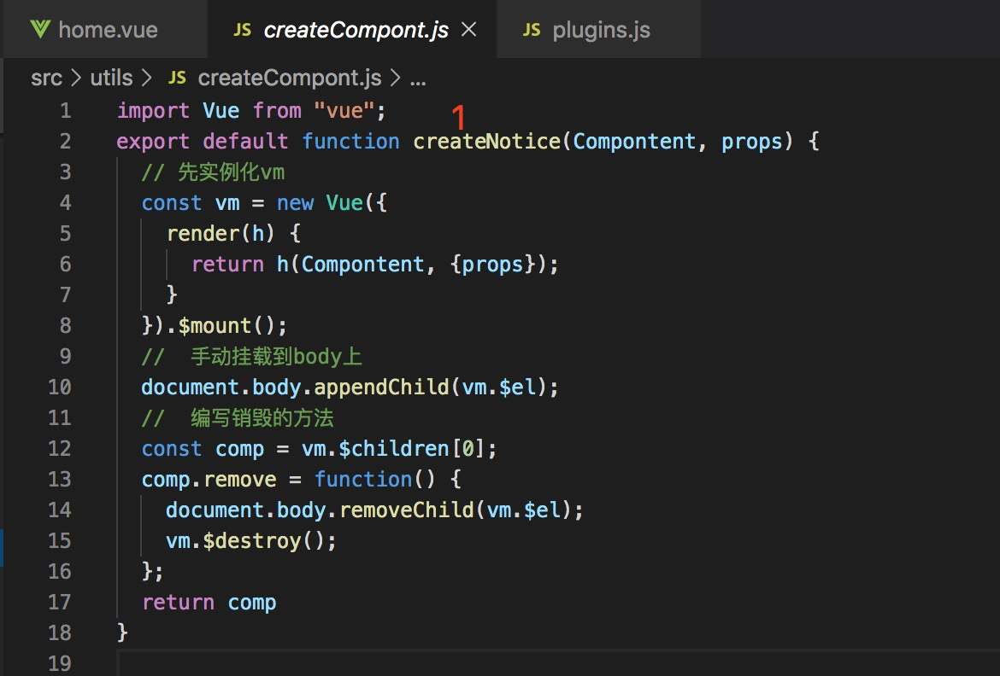 home.vue JS createCompont.js × JS plugins.js
src > utils > JS createCompont.js > ...
1 import Vue from "vue"; 1
2 export default function createNotice(Compontent, props) {
3 // 先实例化vm
4 const vm = new Vue({
5 render(h) {
6 return h(Compontent, {props});
7 }
8 }).$mount();
9 // 手动挂载到body上
10 document.body.appendChild(vm.$el);
11 // 编写销毁的方法
12 const comp = vm.$children[0];
13 comp.remove = function() {
14 document.body.removeChild(vm.$el);
15 vm.$destroy();
16 };
17 return comp
18 }
19